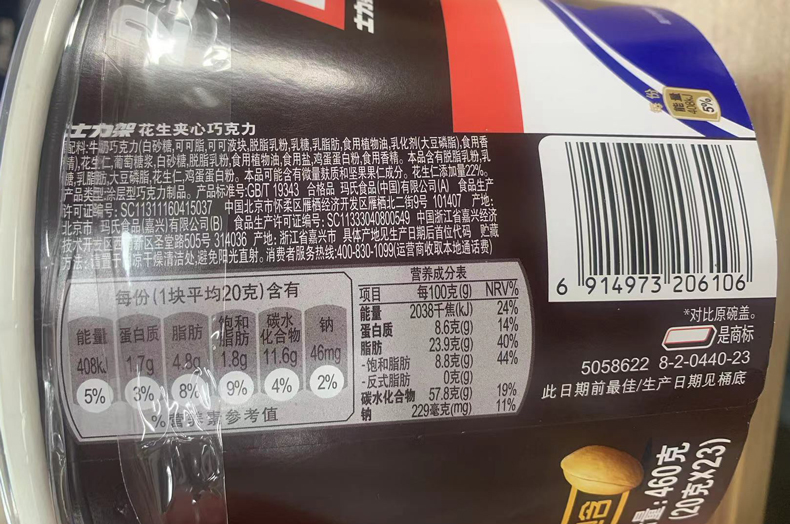 士力架
每份
能量
408kJ
5%
士力架 花生夹心巧克力
配料:牛奶巧克力(白砂糖,可可脂,可可液块,脱脂乳粉,乳糖,乳脂肪,食用植物油,乳化剂(大豆磷脂),食用香
精),花生仁,葡萄糖浆,白砂糖,脱脂乳粉,食用植物油,食用盐,鸡蛋蛋白粉,食用香精。本品含有脱脂乳粉,乳
糖,乳脂肪,大豆磷脂,花生仁,鸡蛋蛋白粉。本品可能含有微量麸质和坚果果仁成分。花生仁添加量22%。
产品类型:涂层型巧克力制品。产品标准号:GB/T 19343 合格品 玛氏食品(中国)有限公司(A) 食品生产
许可证编号:SC11311160415037 中国北京市怀柔区雁栖经济开发区雁栖北二街9号 101407 产地:
北京市 玛氏食品(嘉兴)有限公司(B) 食品生产许可证编号:SC11333040800549 中国浙江省嘉兴经济
技术开发区 新区圣堂路505号 314036 产地:浙江省嘉兴市 具体产地见生产日期后首位代码 贮藏
方法:请置于阴凉干燥清洁处,避免阳光直射。消费者服务热线:400-830-1099(运营商收取本地通话费)
每份(1块平均20克)含有
能量 蛋白质 脂肪 饱和脂肪 碳水化合物 钠
408kJ 1.7g 4.8g 1.8g 11.6g 46mg
5% 3% 8% 9% 4% 2%
%营养素参考值
营养成分表
项目 每100克(g) NRV%
能量 2038千焦(kJ) 24%
蛋白质 8.6克(g) 14%
脂肪 23.9克(g) 40%
-饱和脂肪 8.8克(g) 44%
-反式脂肪 0克(g)
碳水化合物 57.8克(g) 19%
钠 229毫克(mg) 11%
6 914973 206106
*对比原碗盖。
是商标
5058622 8-2-0440-23
此日期前最佳/生产日期见桶底
量:460克
(20克X23)